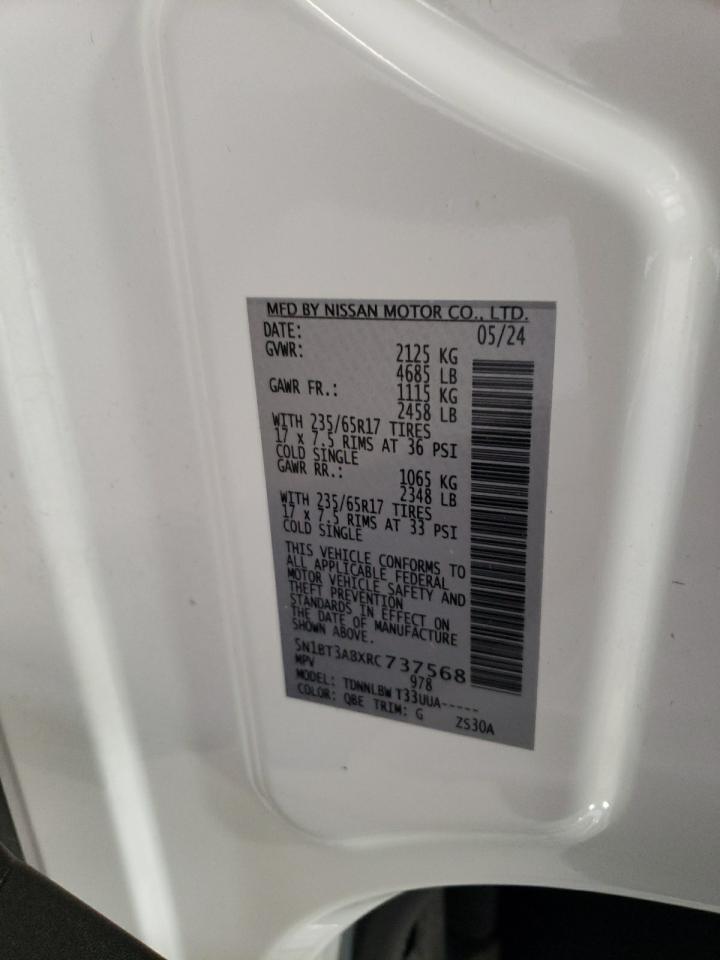 MFD BY NISSAN MOTOR CO., LTD.
DATE: 05/24
GVWR: 2125 KG
4685 LB
GAWR FR.: 1115 KG
2458 LB
WITH 235/65R17 TIRES
17 x 7.5 RIMS AT 36 PSI
COLD SINGLE
GAWR RR.: 1065 KG
2348 LB
WITH 235/65R17 TIRES
17 x 7.5 RIMS AT 33 PSI
COLD SINGLE
THIS VEHICLE CONFORMS TO
ALL APPLICABLE FEDERAL
MOTOR VEHICLE SAFETY AND
THEFT PREVENTION
STANDARDS IN EFFECT ON
THE DATE OF MANUFACTURE
SHOWN ABOVE.
5N1BT3ABXRC737568
MPV 978
MODEL: TDNNLBW T33UUA-----
COLOR: QBE TRIM: G ZS30A